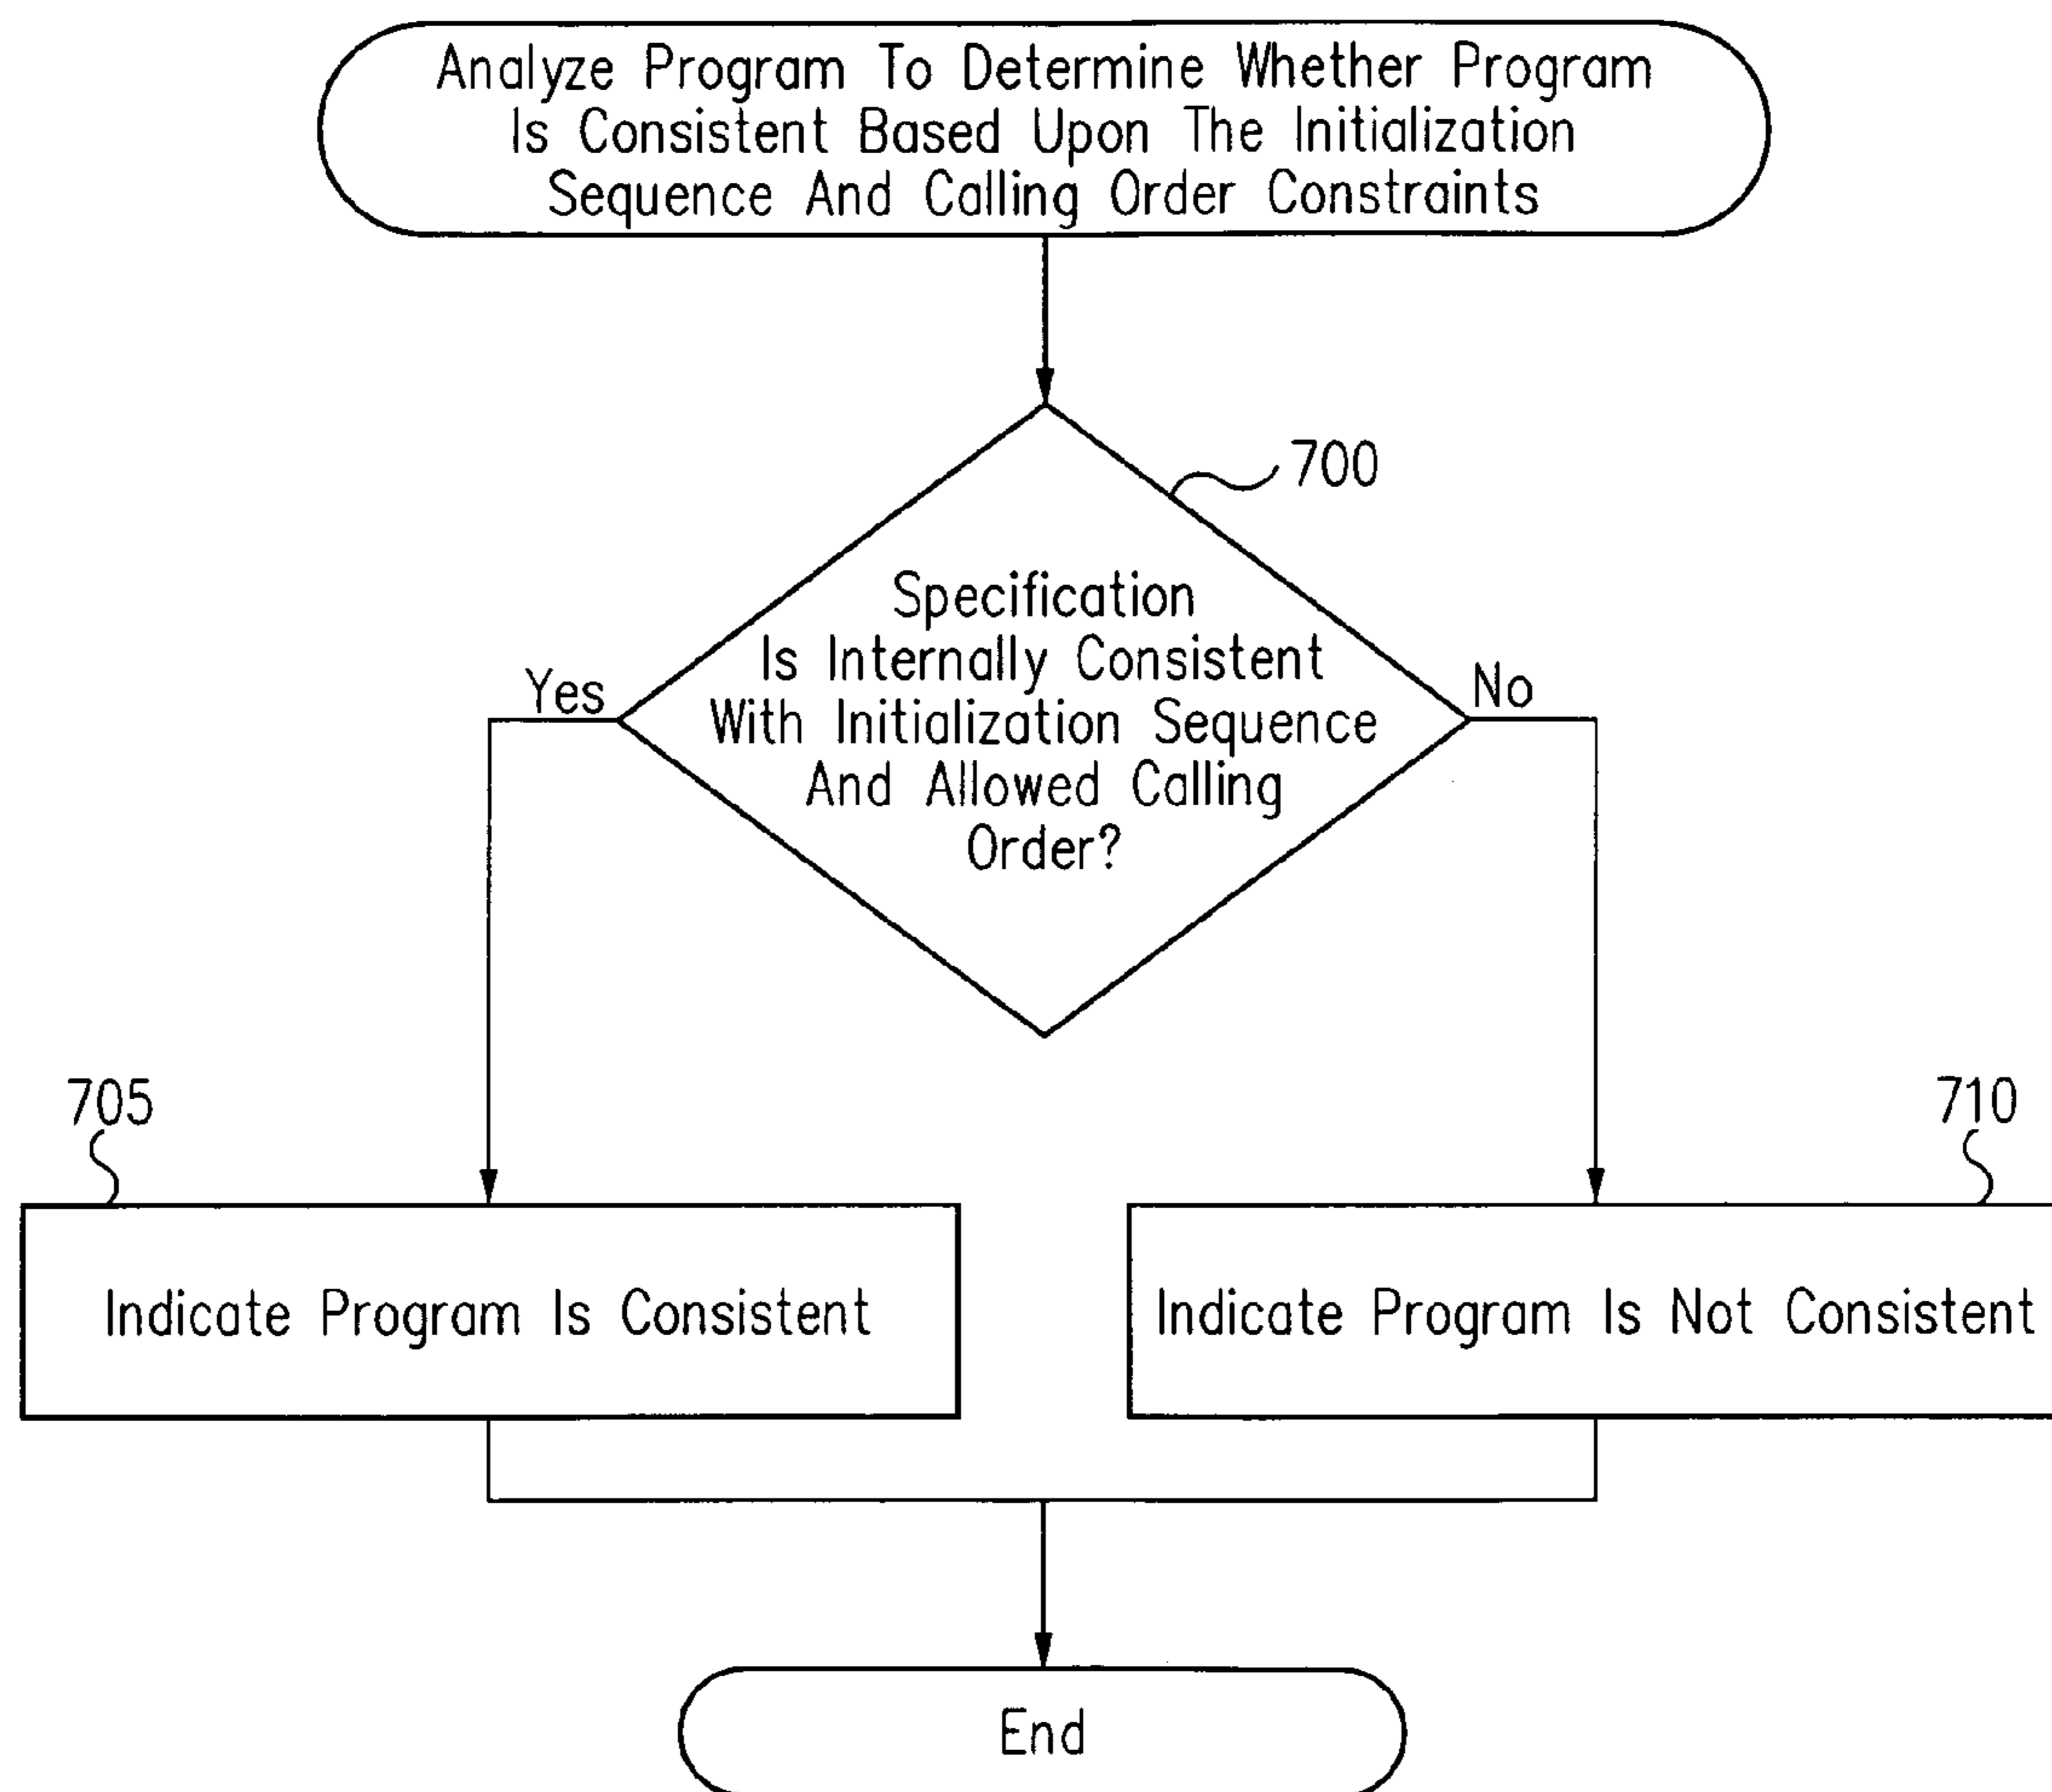 Analyze Program To Determine Whether Program
Is Consistent Based Upon The Initialization
Sequence And Calling Order Constraints
700
Specification
Is Internally Consistent
With Initialization Sequence
And Allowed Calling
Order?
Yes
No
705
710
Indicate Program Is Consistent
Indicate Program Is Not Consistent
End